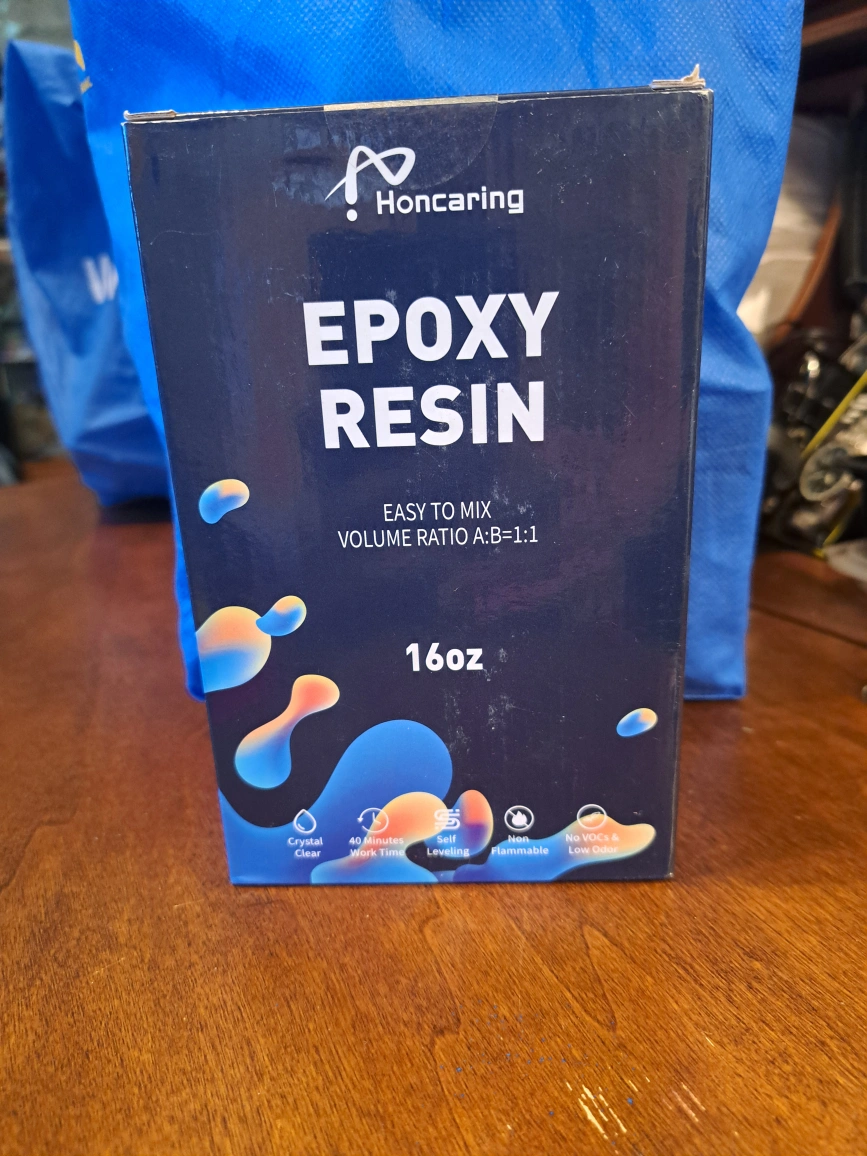 Honcaring
EPOXY
RESIN
EASY TO MIX
VOLUME RATIO A:B=1:1
16oz
Crystal
Clear
40 Minutes
Work Time
Self
Leveling
Non
Flammable
No VOCs &
Low Odor